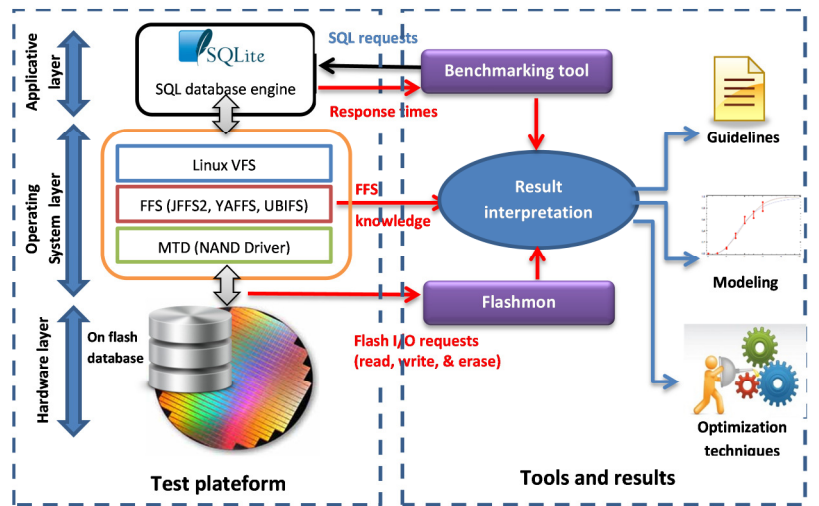 Applicative
layer
SQLite
SQL database engine
SQL requests
Benchmarking tool
Response times
Guidelines
Operating
System layer
Linux VFS
FFS (JFFS2, YAFFS, UBIFS)
MTD (NAND Driver)
FFS
knowledge
Result
interpretation
Modeling
Flashmon
Hardware layer
On flash
database
Flash I/O requests
(read, write, & erase)
Optimization
techniques
Test plateform
Tools and results